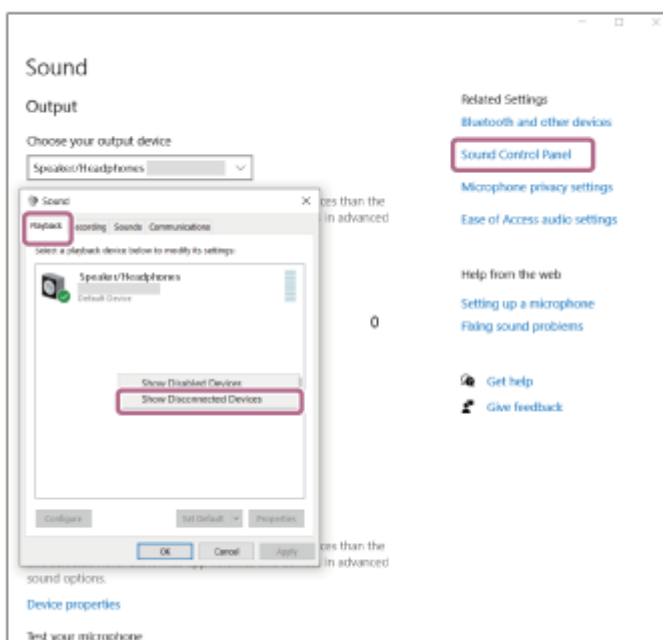 Sound
Output
Choose your output device
Speaker/Headphones
Sound
Playback Recording Sounds Communications
Select a playback device below to modify its settings:
Speaker/Headphones
Default Device
Show Disabled Devices
Show Disconnected Devices
Configure Set Default Properties
OK Cancel Apply
ces than the
in advanced
0
ces than the
in advanced
sound options.
Device properties
Test your microphone
Related Settings
Bluetooth and other devices
Sound Control Panel
Microphone privacy settings
Ease of Access audio settings
Help from the web
Setting up a microphone
Fixing sound problems
Get help
Give feedback